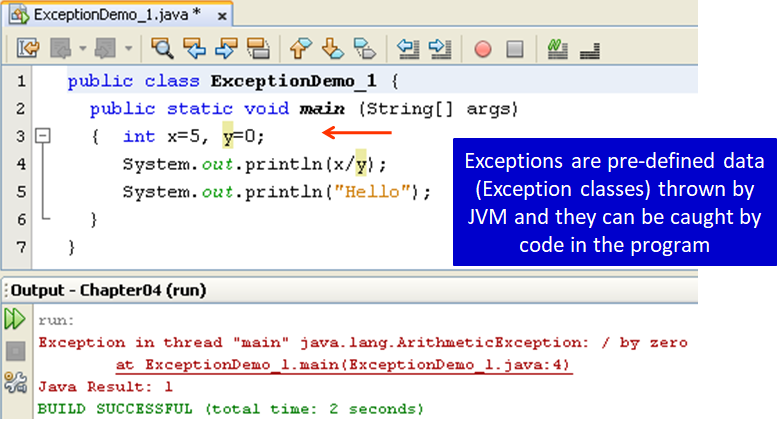 ExceptionDemo_1.java *
1 public class ExceptionDemo_1 {
2 public static void main (String[] args)
3 { int x=5, y=0;
4 System.out.println(x/y);
5 System.out.println("Hello");
6 }
7 }
Exceptions are pre-defined data
(Exception classes) thrown by
JVM and they can be caught by
code in the program
Output - Chapter04 (run)
run:
Exception in thread "main" java.lang.ArithmeticException: / by zero
at ExceptionDemo_1.main(ExceptionDemo_1.java:4)
Java Result: 1
BUILD SUCCESSFUL (total time: 2 seconds)